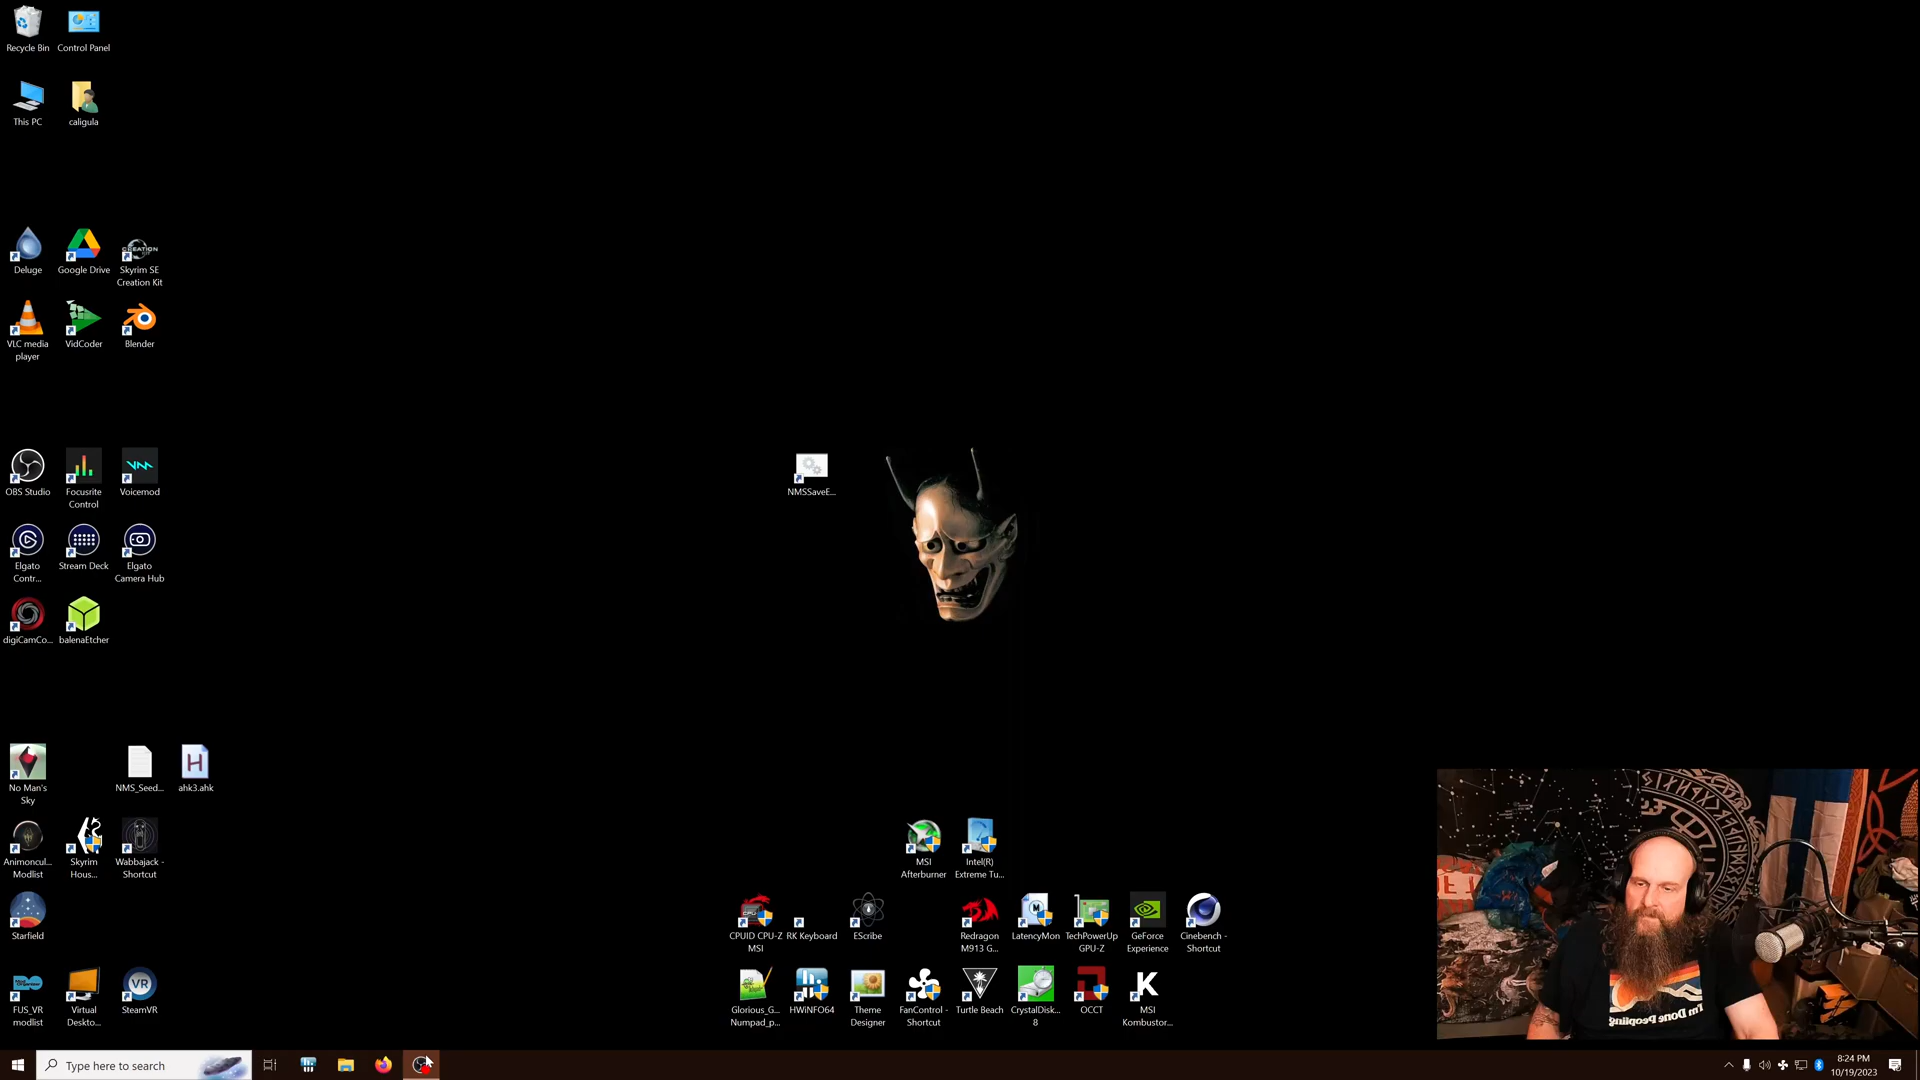 Recycle Bin
Control Panel
This PC
caligula
Deluge
Google Drive
Skyrim SE
Creation Kit
CREATION
VLC media
player
VidCoder
Blender
OBS Studio
Focusrite
Control
Voicemod
NMSSaveE...
Elgato
Contr...
Stream Deck
Elgato
Camera Hub
digiCamCo...
balenaEtcher
No Man's
Sky
NMS_Seed...
H
ahk3.ahk
Animoncul...
Modlist
Skyrim
Hous...
Wabbajack -
Shortcut
MSI
Afterburner
Intel(R)
Extreme Tu...
Starfield
CPUID CPU-Z
MSI
RK Keyboard
EScribe
Redragon
M913 G...
LatencyMon
TechPowerUp
GPU-Z
GeForce
Experience
Cinebench -
Shortcut
FUS_VR
modlist
Virtual
Deskto...
VR
SteamVR
Glorious_G...
Numpad_p...
HWiNFO64
Theme
Designer
FanControl -
Shortcut
Turtle Beach
CrystalDisk...
8
OCCT
K
MSI
Kombustor...
I'm Done Peopling
Type here to search
8:24 PM
10/19/2023